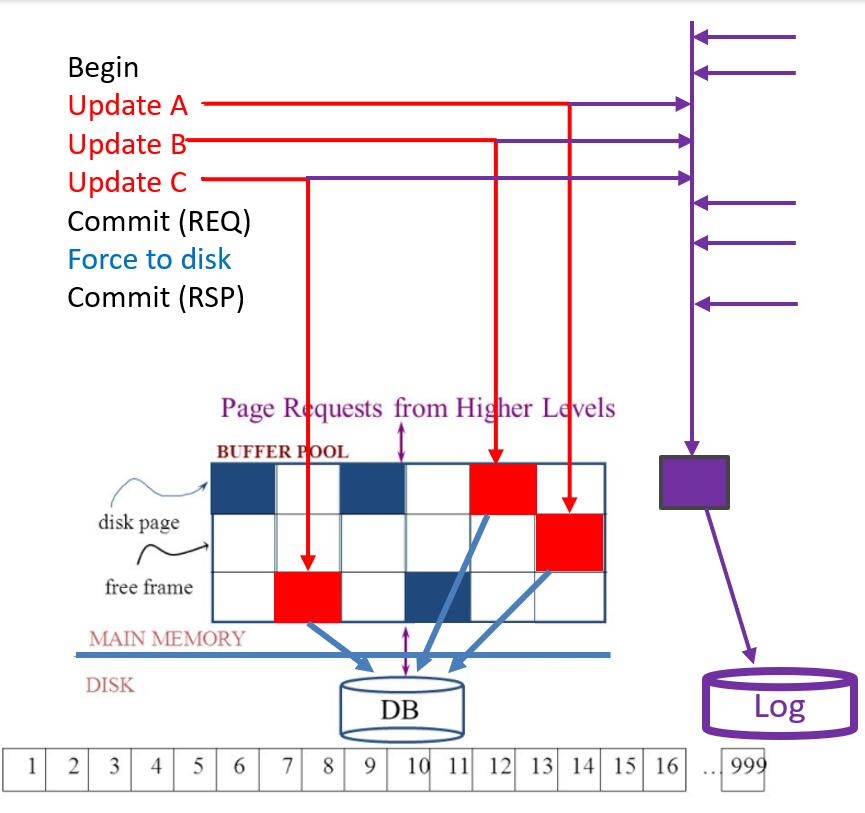 Begin
Update A
Update B
Update C
Commit (REQ)
Force to disk
Commit (RSP)
Page Requests from Higher Levels
BUFFER POOL
disk page
free frame
MAIN MEMORY
DISK
DB
Log
1 2 3 4 5 6 7 8 9 10 11 12 13 14 15 16 ... 999